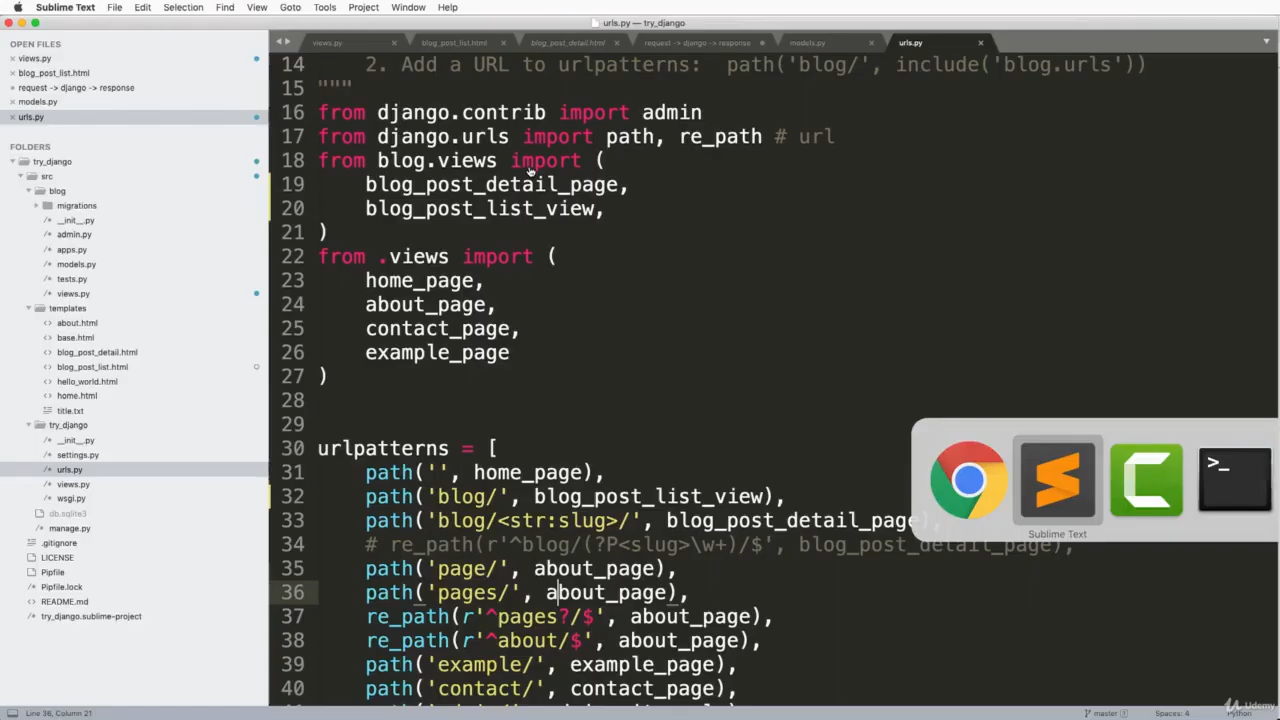 Sublime Text File Edit Selection Find View Goto Tools Project Window Help
urls.py — try_django
OPEN FILES
views.py
blog_post_list.html
request -> django -> response
models.py
urls.py
FOLDERS
try_django
src
blog
migrations
__init__.py
admin.py
apps.py
models.py
tests.py
views.py
templates
about.html
base.html
blog_post_detail.html
blog_post_list.html
hello_world.html
home.html
title.txt
try_django
__init__.py
settings.py
urls.py
views.py
wsgi.py
db.sqlite3
manage.py
.gitignore
LICENSE
Pipfile
Pipfile.lock
README.md
try_django.sublime-project
views.py blog_post_list.html blog_post_detail.html request -> django -> response models.py urls.py
14 2. Add a URL to urlpatterns:  path('blog/', include('blog.urls'))
15 """
16 from django.contrib import admin
17 from django.urls import path, re_path # url
18 from blog.views import (
19 blog_post_detail_page,
20 blog_post_list_view,
21 )
22 from .views import (
23 home_page,
24 about_page,
25 contact_page,
26 example_page
27 )
28
29
30 urlpatterns = [
31 path('', home_page),
32 path('blog/', blog_post_list_view),
33 path('blog/<str:slug>/', blog_post_detail_page),
34 # re_path(r'^blog/(?P<slug>\w+)/$', blog_post_detail_page),
35 path('page/', about_page),
36 path('pages/', about_page),
37 re_path(r'^pages?/$', about_page),
38 re_path(r'^about/$', about_page),
39 path('example/', example_page),
40 path('contact/', contact_page),
>_
Sublime Text
Line 36, Column 21
master
Spaces: 4
Python
Udemy